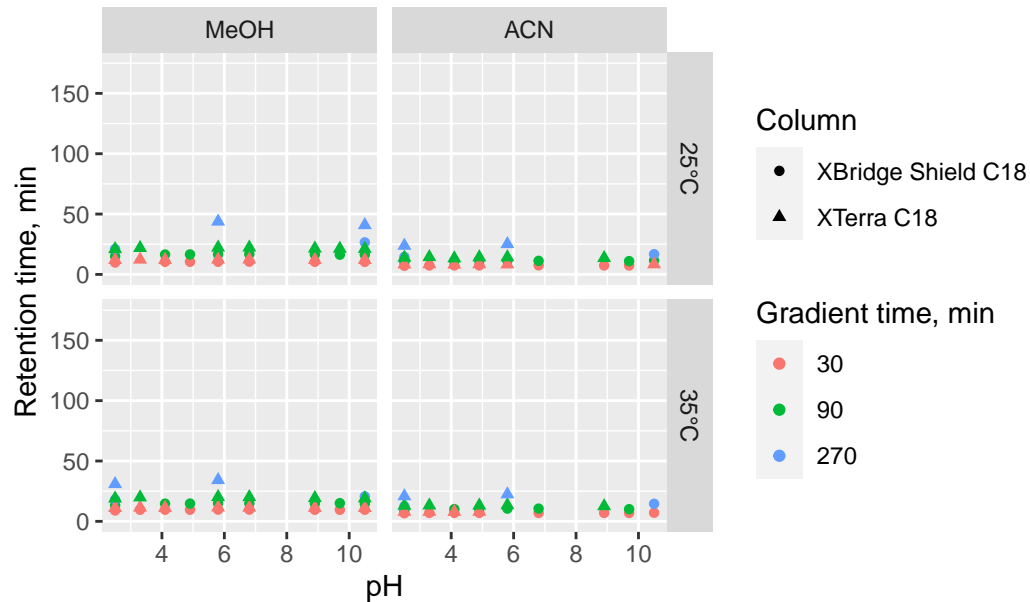 MeOH
ACN
Retention time, min
150
100
50
0
25°C
150
100
50
0
35°C
4 6 8 10
4 6 8 10
pH
Column
XBridge Shield C18
XTerra C18
Gradient time, min
30
90
270